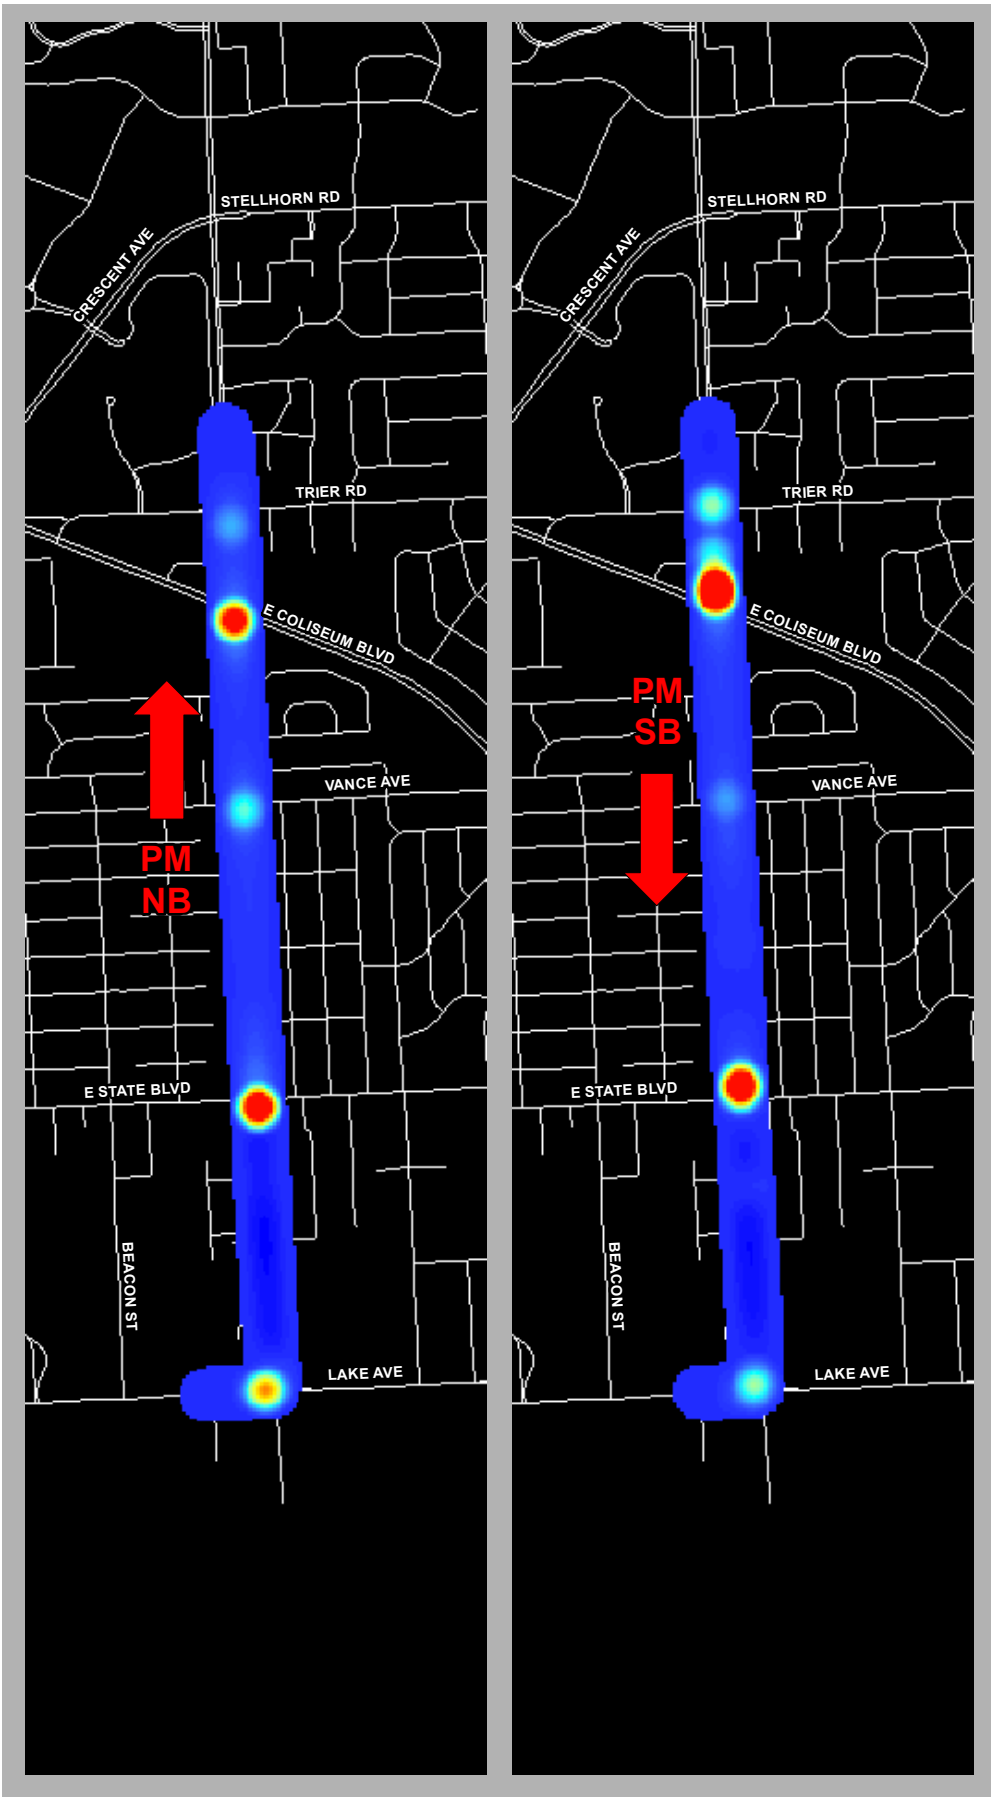 STELLHORN RD
CRESCENT AVE
TRIER RD
E COLISEUM BLVD
VANCE AVE
PM
NB
E STATE BLVD
BEACON ST
LAKE AVE
STELLHORN RD
CRESCENT AVE
TRIER RD
E COLISEUM BLVD
PM
SB
VANCE AVE
E STATE BLVD
BEACON ST
LAKE AVE